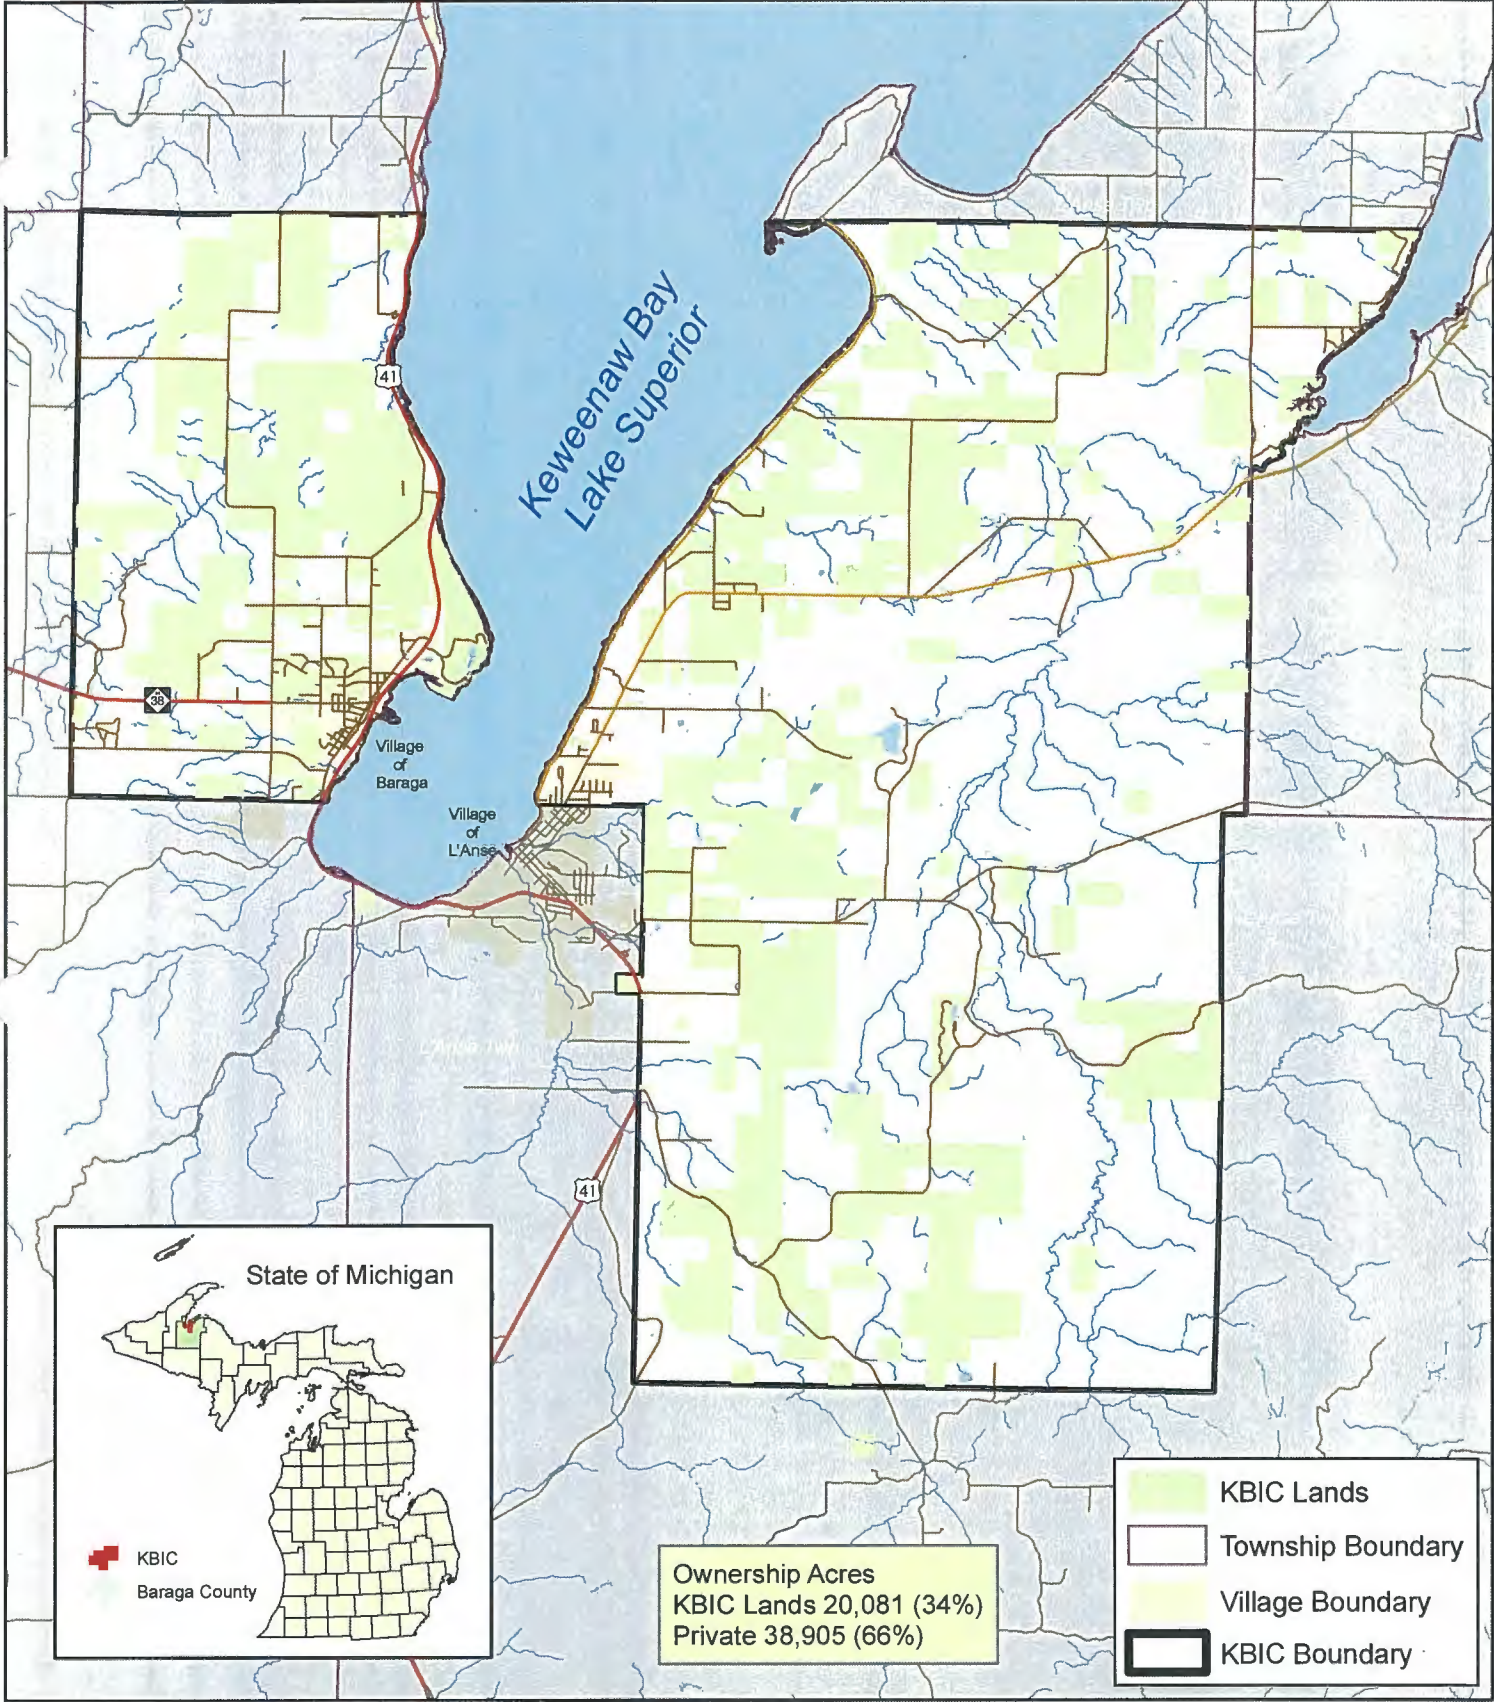 41
Keweenaw Bay
Lake Superior
38
Village
of
Baraga
Village
of
L'Anse
L'Anse Twp
41
State of Michigan
KBIC
Baraga County
Ownership Acres
KBIC Lands 20,081 (34%)
Private 38,905 (66%)
KBIC Lands
Township Boundary
Village Boundary
KBIC Boundary